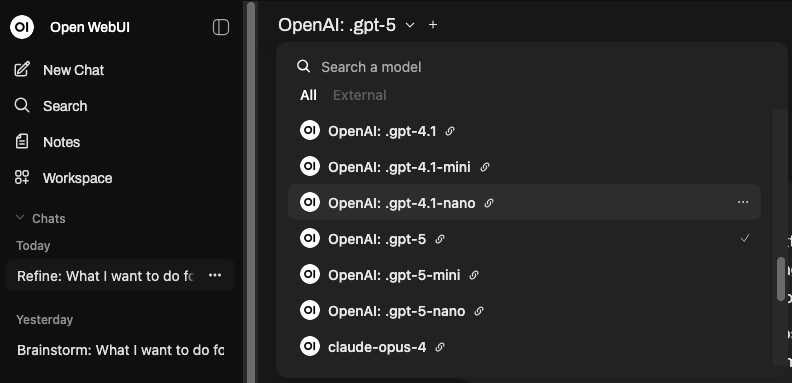 OI Open WebUI
New Chat
Search
Notes
Workspace
Chats
Today
Refine: What I want to do fo
Yesterday
Brainstorm: What I want to do fo
OpenAI: .gpt-5
Search a model
All External
OI OpenAI: .gpt-4.1
OI OpenAI: .gpt-4.1-mini
OI OpenAI: .gpt-4.1-nano
OI OpenAI: .gpt-5
OI OpenAI: .gpt-5-mini
OI OpenAI: .gpt-5-nano
OI claude-opus-4